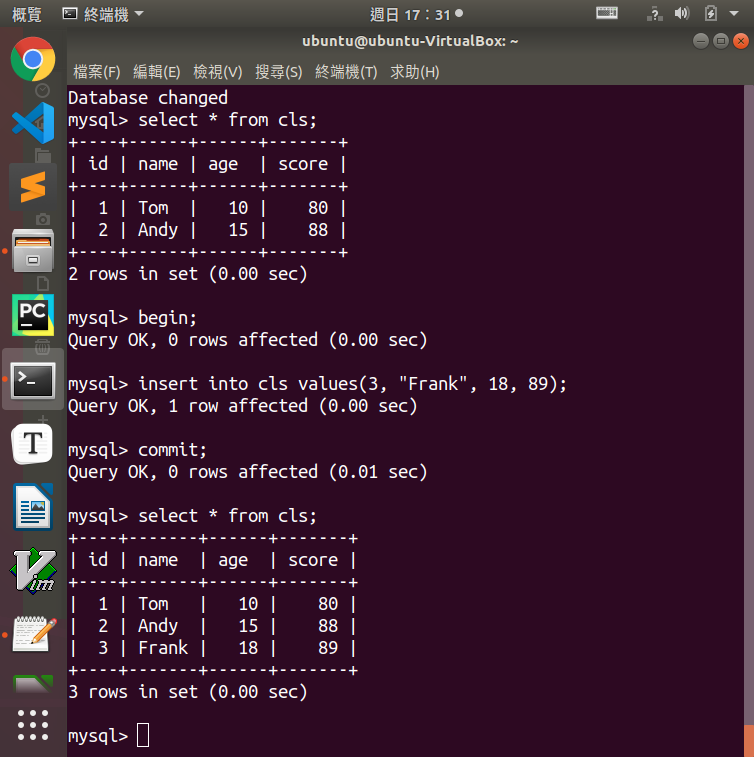 概覽 終端機 週日 17：31
ubuntu@ubuntu-VirtualBox: ~
檔案(F) 編輯(E) 檢視(V) 搜尋(S) 終端機(T) 求助(H)
Database changed
mysql> select * from cls;
+----+------+------+-------+
| id | name | age  | score |
+----+------+------+-------+
|  1 | Tom  |   10 |    80 |
|  2 | Andy |   15 |    88 |
+----+------+------+-------+
2 rows in set (0.00 sec)
mysql> begin;
Query OK, 0 rows affected (0.00 sec)
mysql> insert into cls values(3, "Frank", 18, 89);
Query OK, 1 row affected (0.00 sec)
mysql> commit;
Query OK, 0 rows affected (0.01 sec)
mysql> select * from cls;
+----+-------+------+-------+
| id | name  | age  | score |
+----+-------+------+-------+
|  1 | Tom   |   10 |    80 |
|  2 | Andy  |   15 |    88 |
|  3 | Frank |   18 |    89 |
+----+-------+------+-------+
3 rows in set (0.00 sec)
mysql>
PC
T
Vim